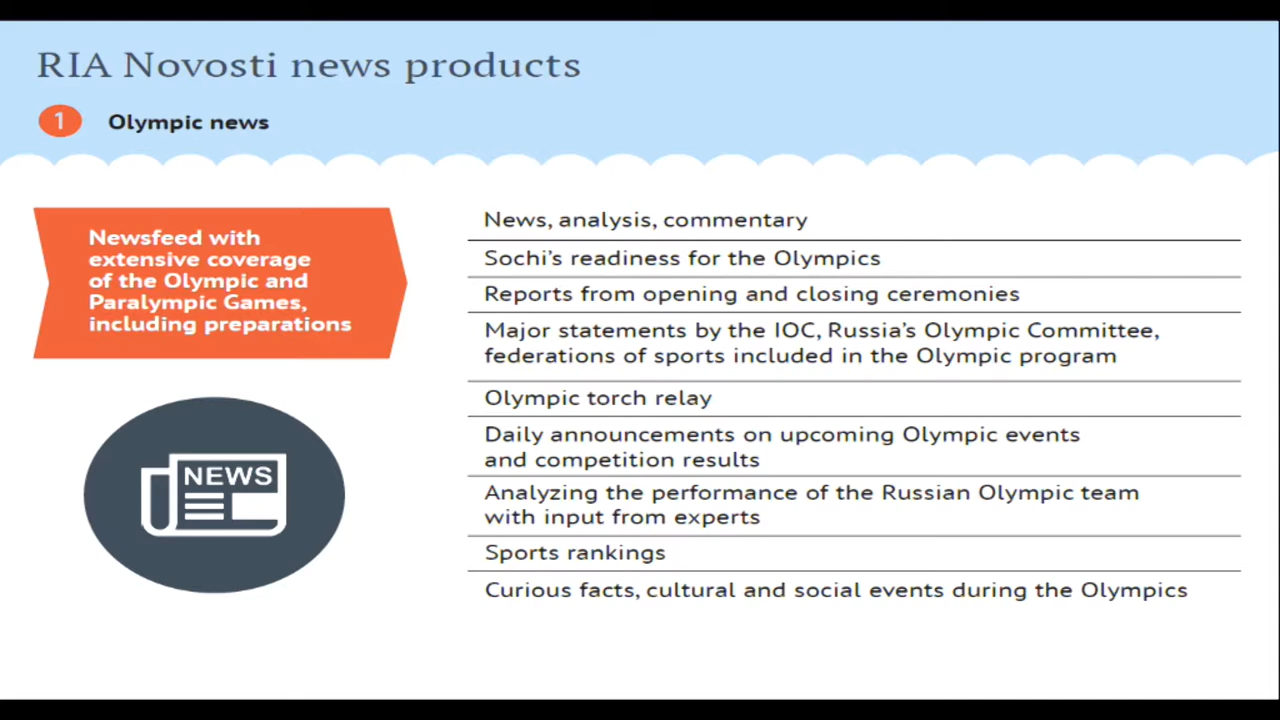 RIA Novosti news products
1
Olympic news
Newsfeed with
extensive coverage
of the Olympic and
Paralympic Games,
including preparations
NEWS
News, analysis, commentary
Sochi’s readiness for the Olympics
Reports from opening and closing ceremonies
Major statements by the IOC, Russia’s Olympic Committee,
federations of sports included in the Olympic program
Olympic torch relay
Daily announcements on upcoming Olympic events
and competition results
Analyzing the performance of the Russian Olympic team
with input from experts
Sports rankings
Curious facts, cultural and social events during the Olympics